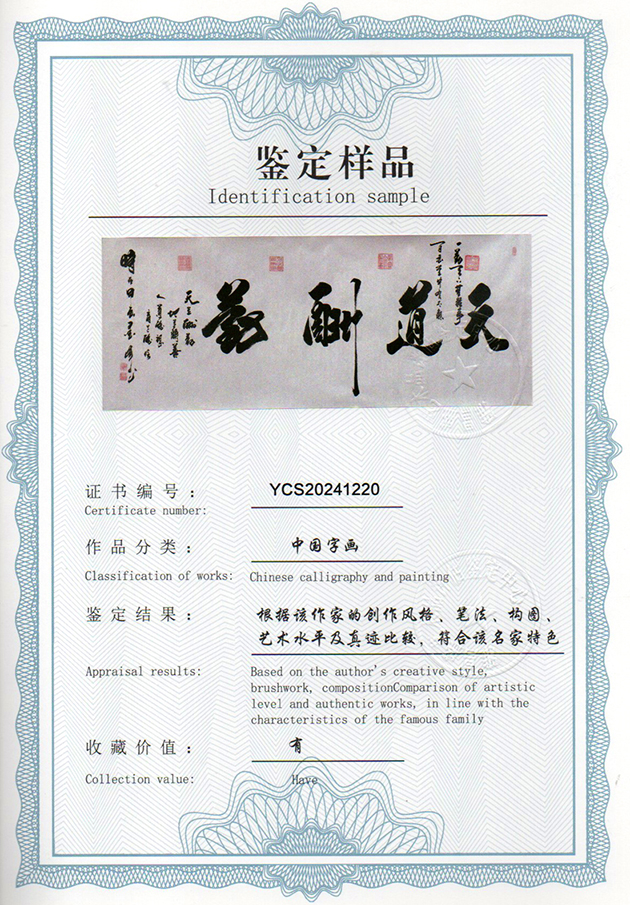 鉴定样品
Identification sample
天道酬勤
证书编号：
YCS20241220
Certificate number:
作品分类：
中国字画
Classification of works:
Chinese calligraphy and painting
鉴定结果：
根据该作家的创作风格、笔法、构图、
艺术水平及真迹比较，符合该名家特色
Appraisal results:
Based on the author's creative style,
brushwork, compositionComparison of artistic
level and authentic works, in line with the
characteristics of the famous family
收藏价值：
有
Collection value:
Have